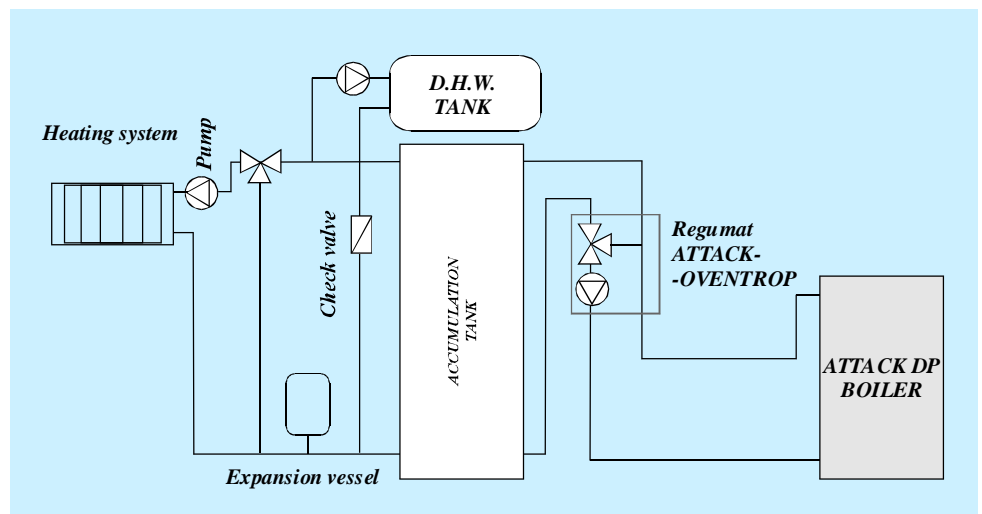 D.H.W.
TANK
Heating system
Pump
Check valve
Regumat
ATTACK-
-OVENTROP
ACCUMULATION
TANK
ATTACK DP
BOILER
Expansion vessel